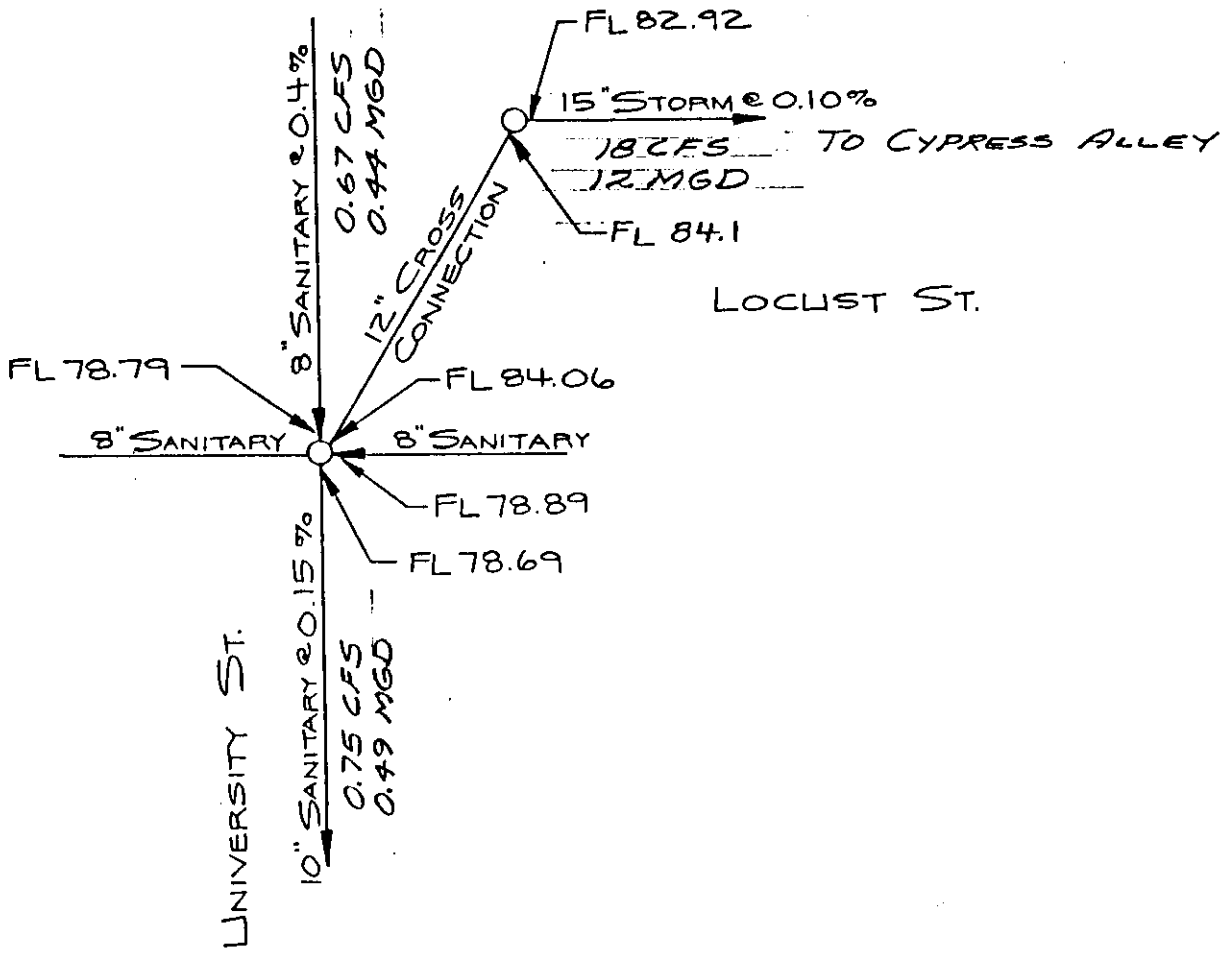 FL 82.92
15" STORM @ 0.10%
18 CFS
12 MGD
TO CYPRESS ALLEY
FL 84.1
LOCUST ST.
8" SANITARY @ 0.4%
0.67 CFS
0.44 MGD
12" CROSS
CONNECTION
FL 78.79
FL 84.06
8" SANITARY
8" SANITARY
FL 78.89
FL 78.69
UNIVERSITY ST.
10" SANITARY @ 0.15 %
0.75 CFS
0.49 MGD